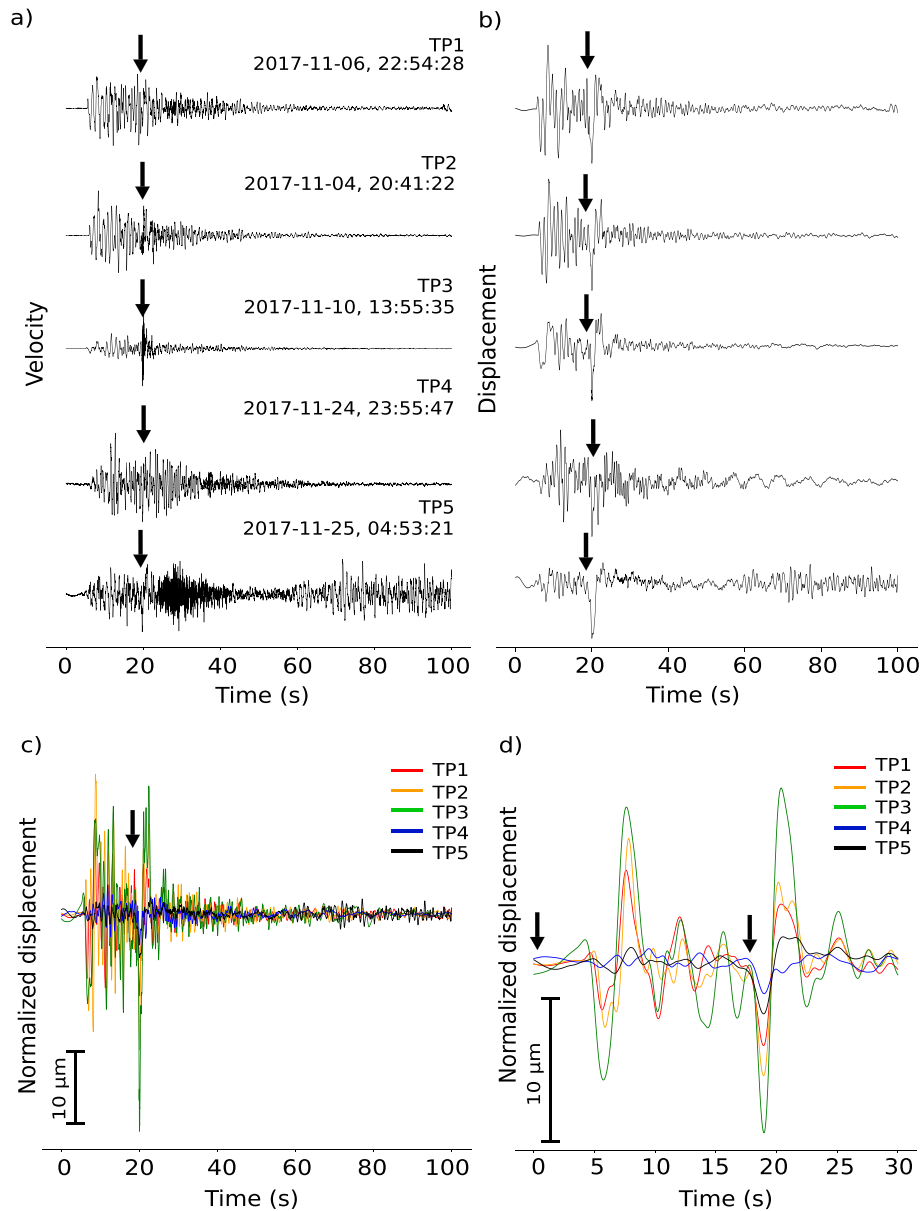 a)
TP1
2017-11-06, 22:54:28
TP2
2017-11-04, 20:41:22
TP3
2017-11-10, 13:55:35
TP4
2017-11-24, 23:55:47
TP5
2017-11-25, 04:53:21
Velocity
0 20 40 60 80 100
Time (s)
b)
Displacement
0 20 40 60 80 100
Time (s)
c)
TP1
TP2
TP3
TP4
TP5
Normalized displacement
10 μm
0 20 40 60 80 100
Time (s)
d)
TP1
TP2
TP3
TP4
TP5
Normalized displacement
10 μm
0 5 10 15 20 25 30
Time (s)